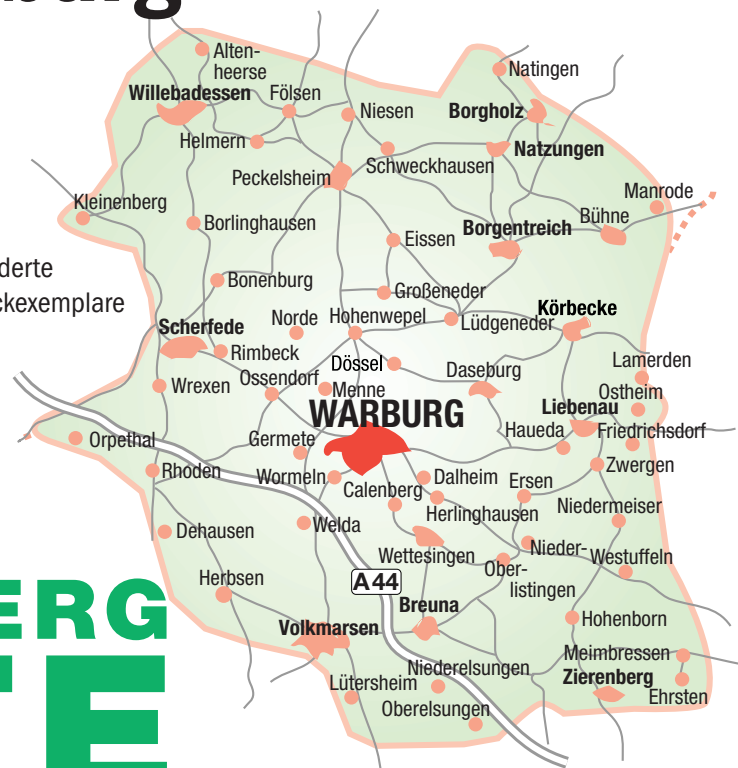 burg
Alten-
heerse
Natingen
Willebadessen
Fölsen
Niesen
Borgholz
Helmern
Schweckhausen
Natzungen
Peckelsheim
Kleinenberg
Manrode
Borlinghausen
Bühne
Borgentreich
Eissen
derte
Bonenburg
Großeneder
ckexemplare
Scherfede
Norde
Hohenwepel
Lüdgeneder
Körbecke
Rimbeck
Dössel
Daseburg
Lamerden
Wrexen
Ossendorf
Menne
Ostheim
WARBURG
Liebenau
Orpethal
Germete
Haueda
Friedrichsdorf
Rhoden
Wormeln
Dalheim
Ersen
Zwergen
Calenberg
Herlinghausen
Niedermeiser
Dehausen
Welda
Wettesingen
Nieder-
Ober-
listingen
Westuffeln
Herbsen
A 44
Breuna
Hohenborn
ERG
Volkmarsen
Meimbressen
Niederelsungen
Zierenberg
Lütersheim
Ehrsten
Oberelsungen
TE